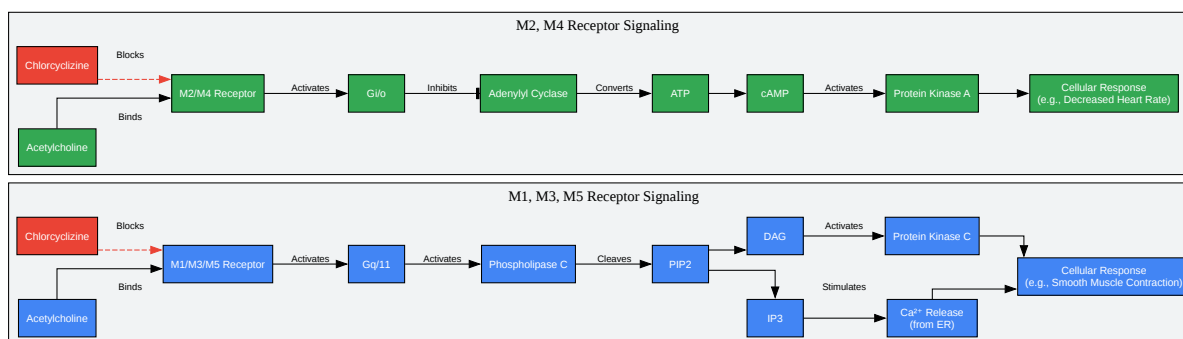 M2, M4 Receptor Signaling
Chlorcyclizine
Blocks
M2/M4 Receptor
Activates
Gi/o
Inhibits
Adenylyl Cyclase
Converts
ATP
cAMP
Activates
Protein Kinase A
Cellular Response
(e.g., Decreased Heart Rate)
Binds
Acetylcholine
M1, M3, M5 Receptor Signaling
Chlorcyclizine
Blocks
M1/M3/M5 Receptor
Activates
Gq/11
Activates
Phospholipase C
Cleaves
PIP2
DAG
Activates
Protein Kinase C
Cellular Response
(e.g., Smooth Muscle Contraction)
Binds
Acetylcholine
IP3
Stimulates
Ca²⁺ Release
(from ER)